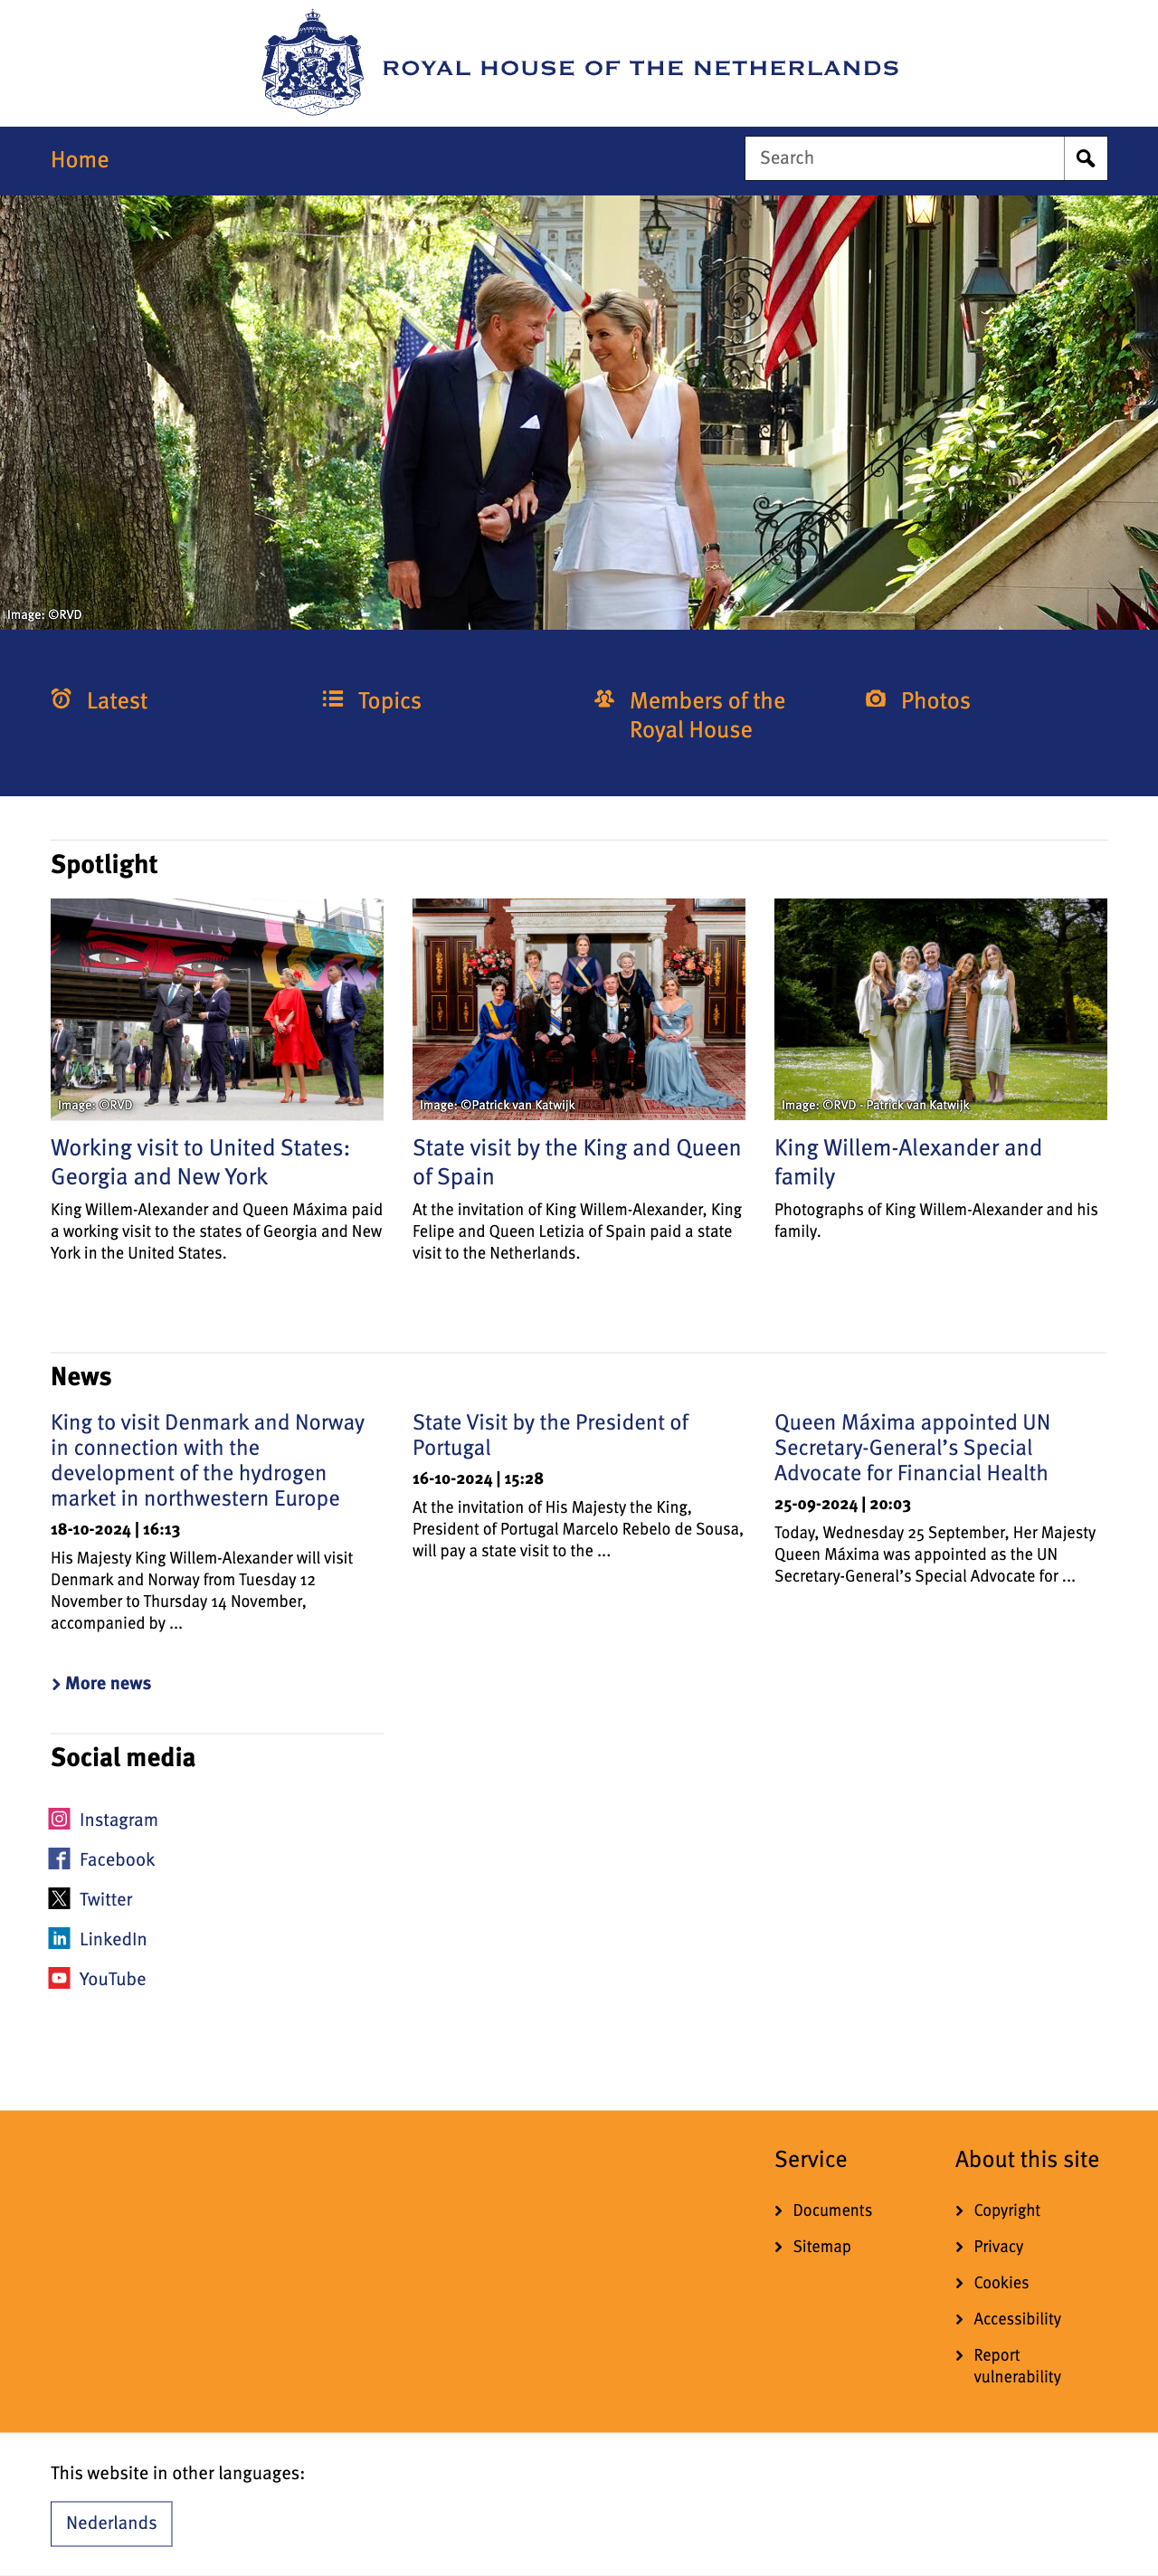 ROYAL HOUSE OF THE NETHERLANDS
Home
Search
Image: ©RVD
Latest
Topics
Members of the
Royal House
Photos
Spotlight
Image: ©RVD
Working visit to United States:
Georgia and New York
King Willem-Alexander and Queen Máxima paid
a working visit to the states of Georgia and New
York in the United States.
Image: ©Patrick van Katwijk
State visit by the King and Queen
of Spain
At the invitation of King Willem-Alexander, King
Felipe and Queen Letizia of Spain paid a state
visit to the Netherlands.
Image: ©RVD - Patrick van Katwijk
King Willem-Alexander and
family
Photographs of King Willem-Alexander and his
family.
News
King to visit Denmark and Norway
in connection with the
development of the hydrogen
market in northwestern Europe
18-10-2024 | 16:13
His Majesty King Willem-Alexander will visit
Denmark and Norway from Tuesday 12
November to Thursday 14 November,
accompanied by ...
State Visit by the President of
Portugal
16-10-2024 | 15:28
At the invitation of His Majesty the King,
President of Portugal Marcelo Rebelo de Sousa,
will pay a state visit to the ...
Queen Máxima appointed UN
Secretary-General’s Special
Advocate for Financial Health
25-09-2024 | 20:03
Today, Wednesday 25 September, Her Majesty
Queen Máxima was appointed as the UN
Secretary-General’s Special Advocate for ...
More news
Social media
Instagram
Facebook
Twitter
LinkedIn
YouTube
Service
Documents
Sitemap
About this site
Copyright
Privacy
Cookies
Accessibility
Report
vulnerability
This website in other languages:
Nederlands